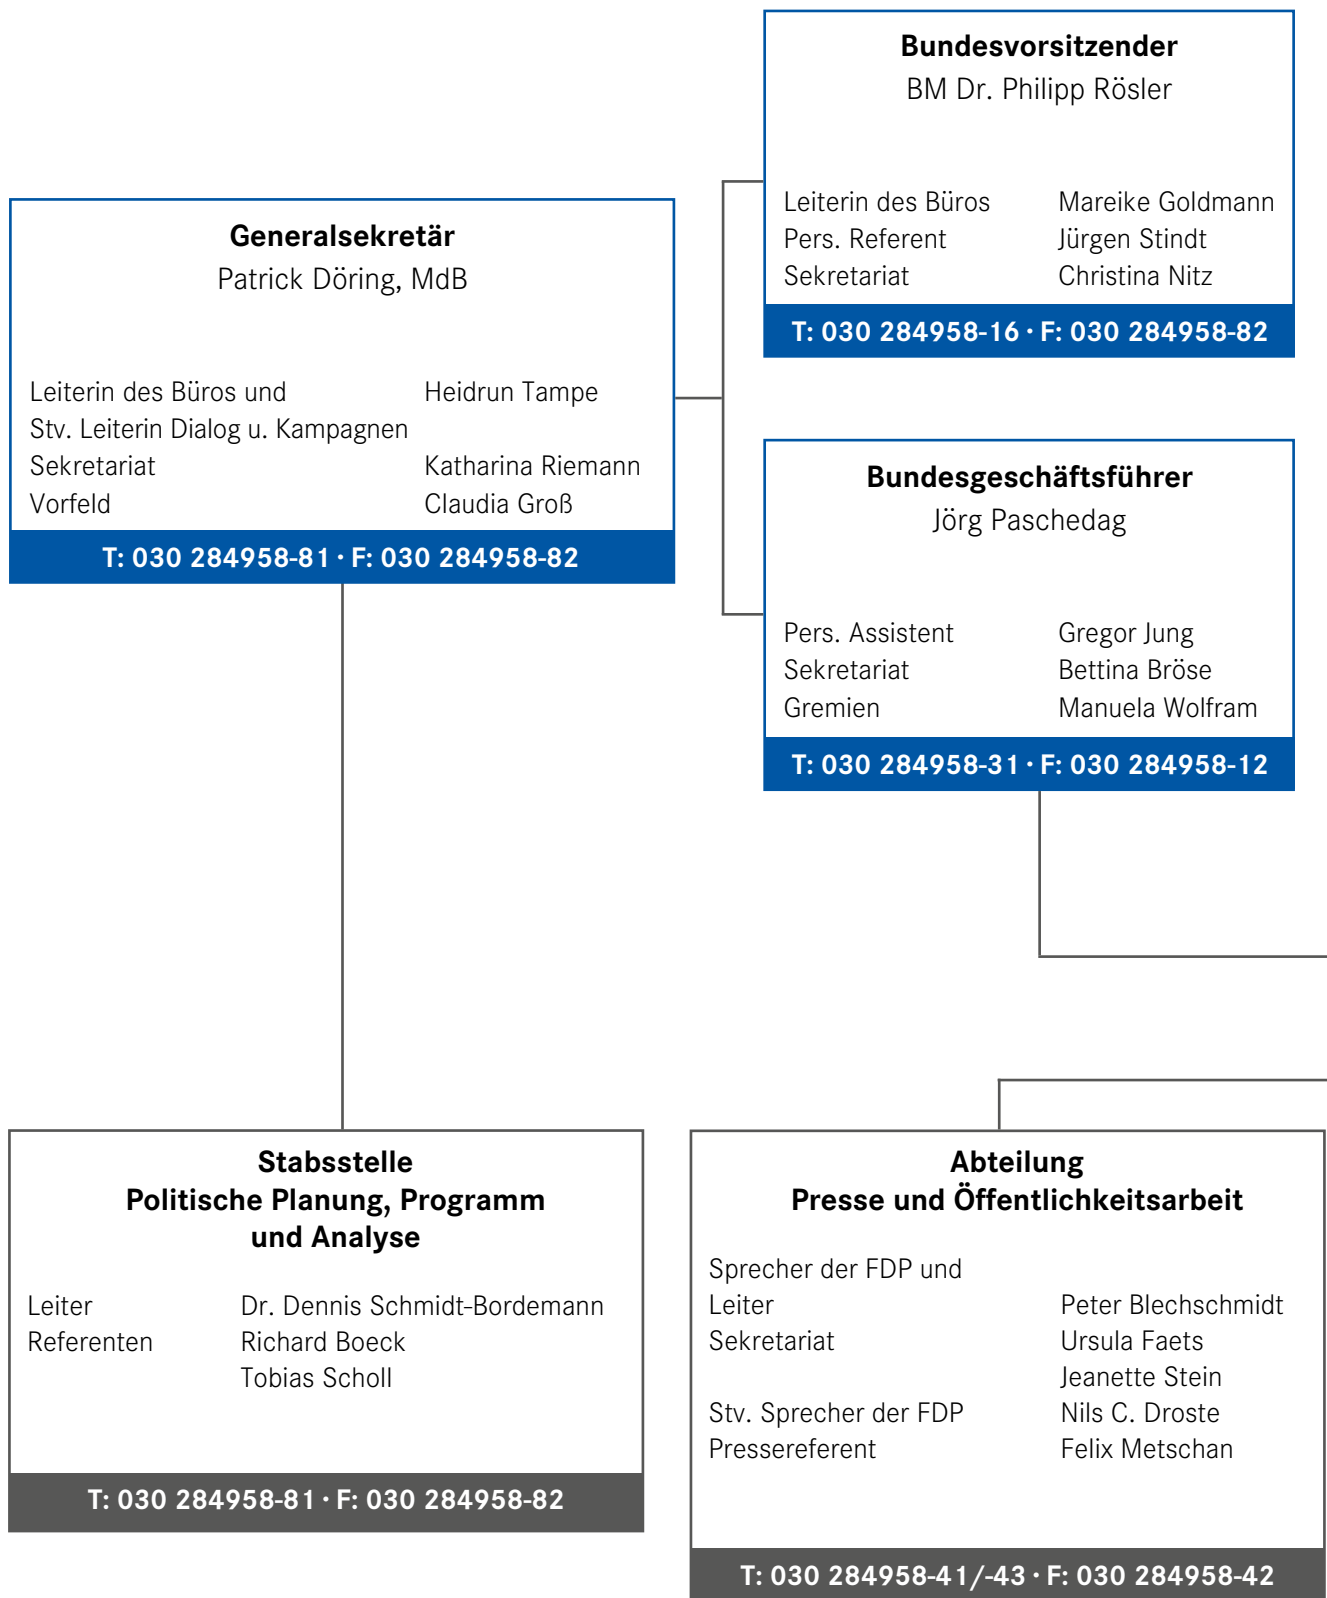 Bundesvorsitzender
BM Dr. Philipp Rösler
Leiterin des Büros Mareike Goldmann
Pers. Referent Jürgen Stindt
Sekretariat Christina Nitz
T: 030 284958-16 · F: 030 284958-82
Generalsekretär
Patrick Döring, MdB
Leiterin des Büros und Heidrun Tampe
Stv. Leiterin Dialog u. Kampagnen
Sekretariat Katharina Riemann
Vorfeld Claudia Groß
T: 030 284958-81 · F: 030 284958-82
Bundesgeschäftsführer
Jörg Paschedag
Pers. Assistent Gregor Jung
Sekretariat Bettina Bröse
Gremien Manuela Wolfram
T: 030 284958-31 · F: 030 284958-12
Stabsstelle
Politische Planung, Programm
und Analyse
Leiter Dr. Dennis Schmidt-Bordemann
Referenten Richard Boeck
Tobias Scholl
T: 030 284958-81 · F: 030 284958-82
Abteilung
Presse und Öffentlichkeitsarbeit
Sprecher der FDP und
Leiter Peter Blechschmidt
Sekretariat Ursula Faets
Jeanette Stein
Stv. Sprecher der FDP Nils C. Droste
Pressereferent Felix Metschan
T: 030 284958-41/-43 · F: 030 284958-42